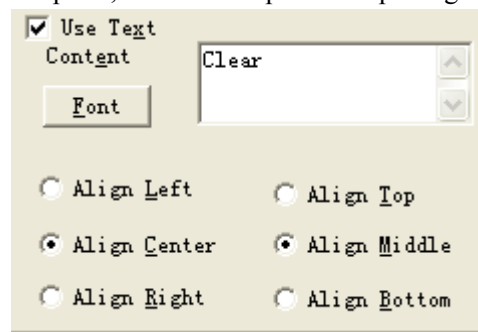 Use Text
Content
Clear
Font
Align Left
Align Top
Align Center
Align Middle
Align Right
Align Bottom